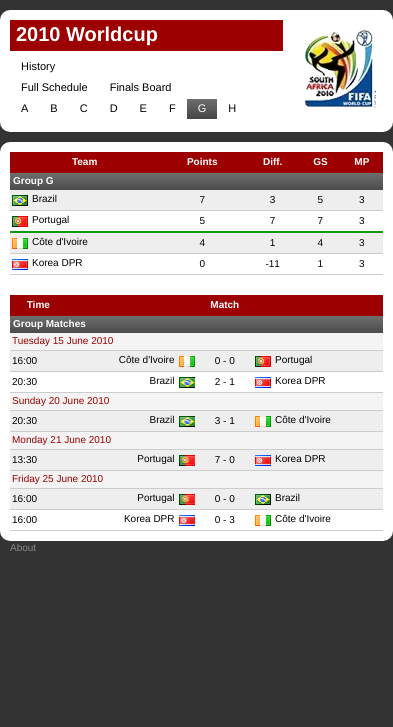 2010 Worldcup
History
Full Schedule Finals Board
A B C D E F G H
SOUTH AFRICA 2010
FIFA
WORLD CUP
Team Points Diff. GS MP
Group G
Brazil 7 3 5 3
Portugal 5 7 7 3
Côte d'Ivoire 4 1 4 3
Korea DPR 0 -11 1 3
Time Match
Group Matches
Tuesday 15 June 2010
16:00 Côte d'Ivoire 0 - 0 Portugal
20:30 Brazil 2 - 1 Korea DPR
Sunday 20 June 2010
20:30 Brazil 3 - 1 Côte d'Ivoire
Monday 21 June 2010
13:30 Portugal 7 - 0 Korea DPR
Friday 25 June 2010
16:00 Portugal 0 - 0 Brazil
16:00 Korea DPR 0 - 3 Côte d'Ivoire
About